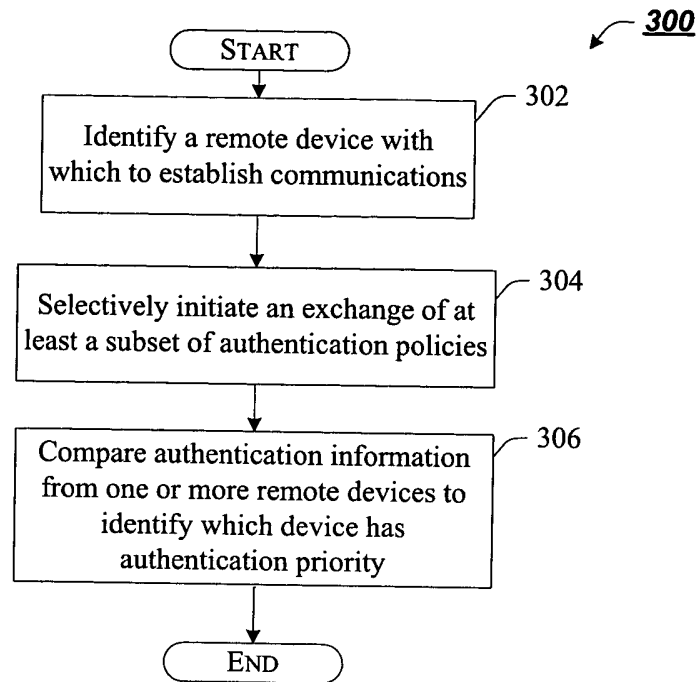 300
START
302
Identify a remote device with
which to establish communications
304
Selectively initiate an exchange of at
least a subset of authentication policies
306
Compare authentication information
from one or more remote devices to
identify which device has
authentication priority
END